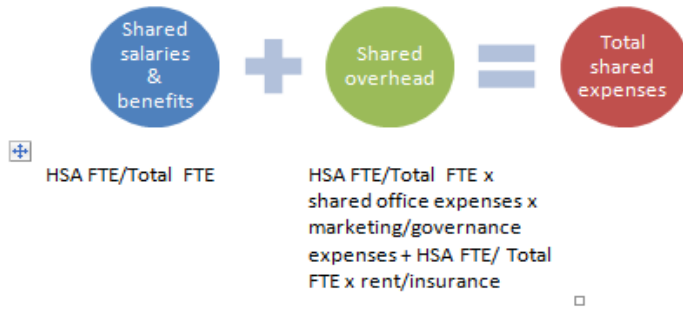 Shared
salaries
&
benefits
Shared
overhead
Total
shared
expenses
HSA FTE/Total FTE
HSA FTE/Total FTE x
shared office expenses x
marketing/governance
expenses + HSA FTE/ Total
FTE x rent/insurance